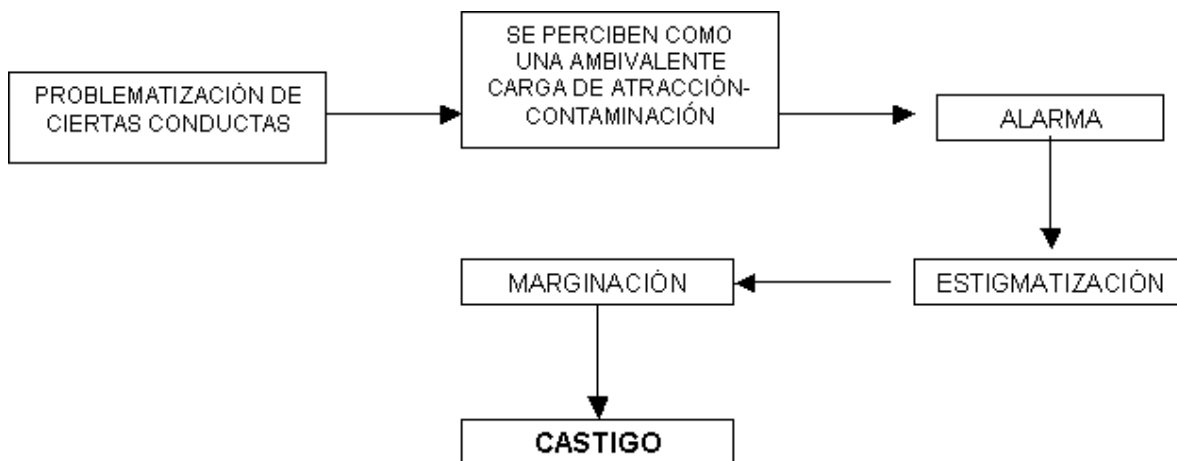 PROBLEMATIZACIÓN DE
CIERTAS CONDUCTAS
SE PERCIBEN COMO
UNA AMBIVALENTE
CARGA DE ATRACCIÓN-
CONTAMINACIÓN
ALARMA
ESTIGMATIZACIÓN
MARGINACIÓN
CASTIGO